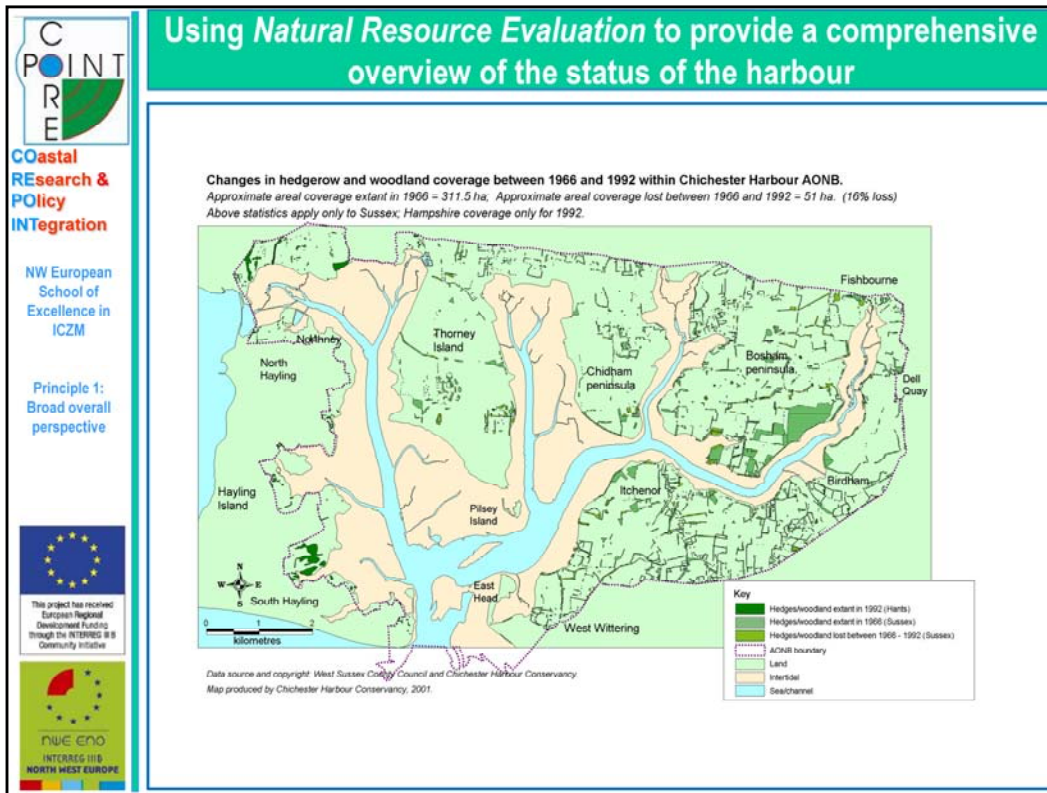 Using Natural Resource Evaluation to provide a comprehensive
overview of the status of the harbour
C
POINT
R
E
COastal
REsearch &
POlicy
INTegration
NW European
School of
Excellence in
ICZM
Principle 1:
Broad overall
perspective
This project has received
European Regional
Development Funding
through the INTERREG III B
Community Initiative
NWE ENO
INTERREG IIIB
NORTH WEST EUROPE
Changes in hedgerow and woodland coverage between 1966 and 1992 within Chichester Harbour AONB.
Approximate areal coverage extant in 1966 = 311.5 ha; Approximate areal coverage lost between 1966 and 1992 = 51 ha. (16% loss)
Above statistics apply only to Sussex; Hampshire coverage only for 1992.
Fishbourne
Northney
Thorney
Island
North
Hayling
Chidham
peninsula
Bosham
peninsula
Dell
Quay
Hayling
Island
Itchenor
Birdham
Pilsey
Island
East
Head
South Hayling
West Wittering
N
W E
S
0 1 2
kilometres
Key
Hedges/woodland extant in 1992 (Hants)
Hedges/woodland extant in 1966 (Sussex)
Hedges/woodland lost between 1966 - 1992 (Sussex)
AONB boundary
Land
Intertidal
Sea/channel
Data source and copyright: West Sussex County Council and Chichester Harbour Conservancy.
Map produced by Chichester Harbour Conservancy, 2001.